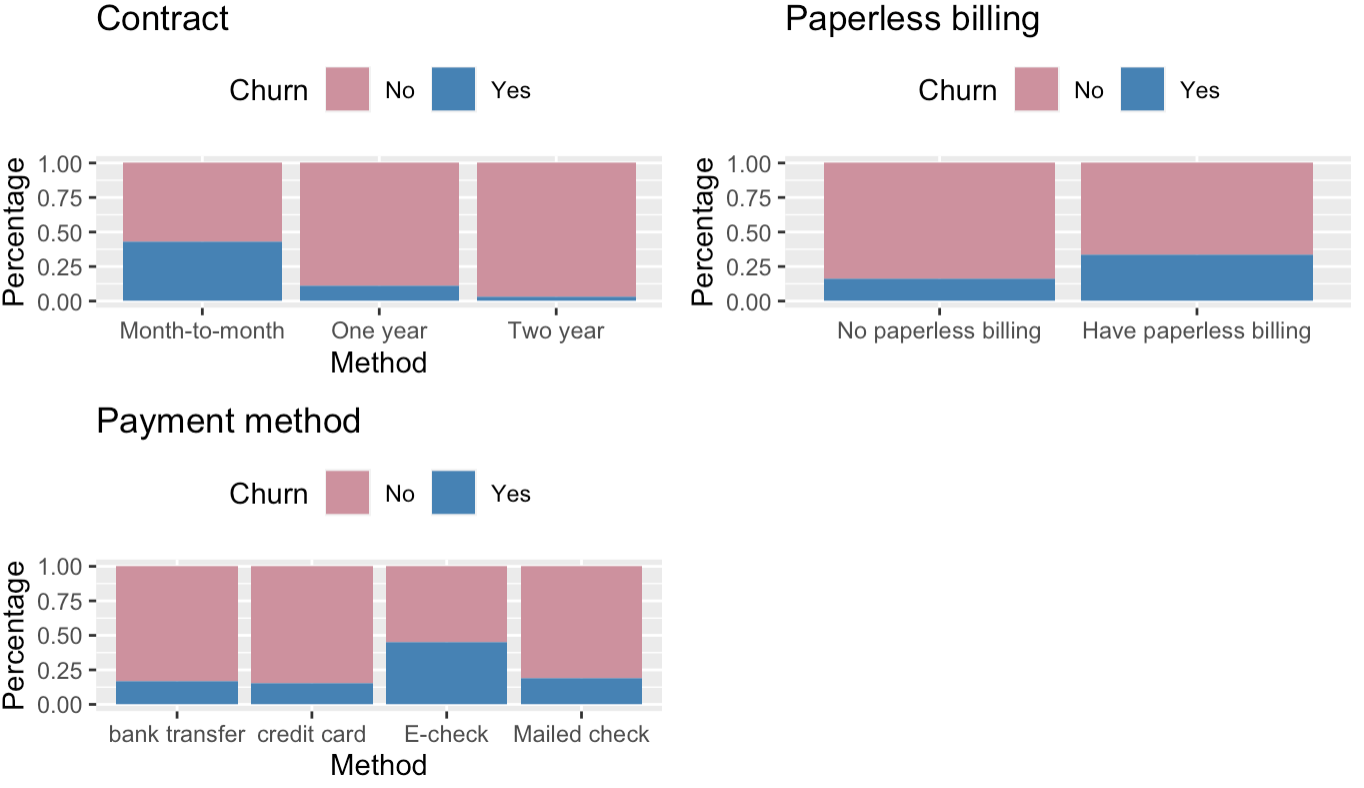 Contract
Churn No Yes
Percentage
1.00
0.75
0.50
0.25
0.00
Month-to-month One year Two year
Method
Paperless billing
Churn No Yes
Percentage
1.00
0.75
0.50
0.25
0.00
No paperless billing Have paperless billing
Payment method
Churn No Yes
Percentage
1.00
0.75
0.50
0.25
0.00
bank transfer credit card E-check Mailed check
Method